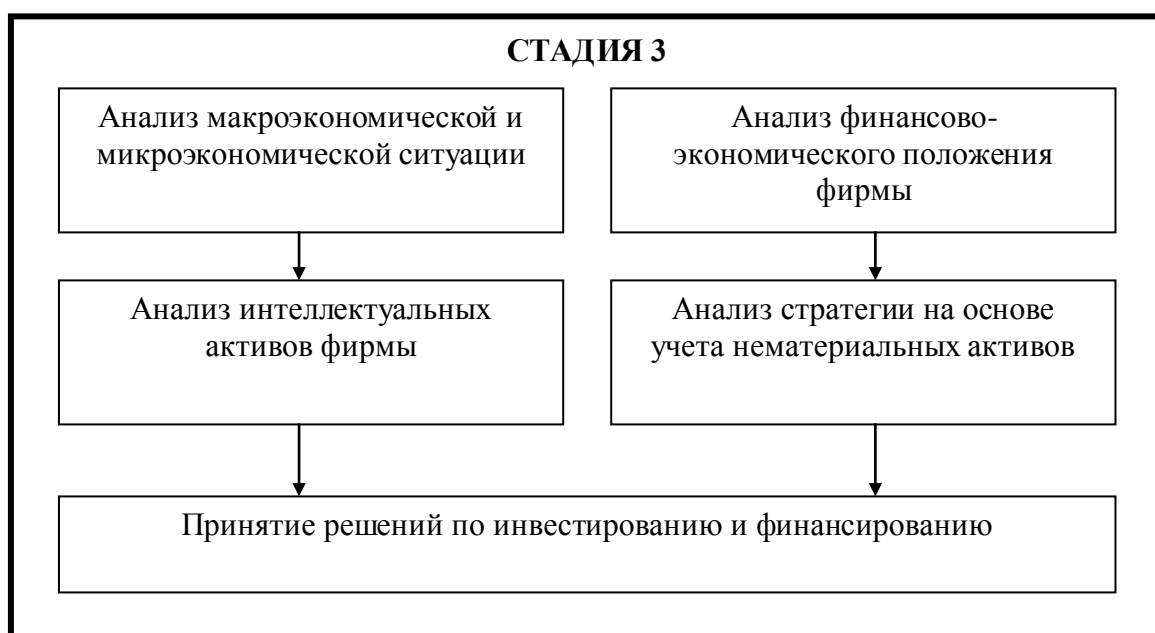 СТАДИЯ 3
Анализ макроэкономической и
микроэкономической ситуации
Анализ финансово-
экономического положения
фирмы
Анализ интеллектуальных
активов фирмы
Анализ стратегии на основе
учета нематериальных активов
Принятие решений по инвестированию и финансированию